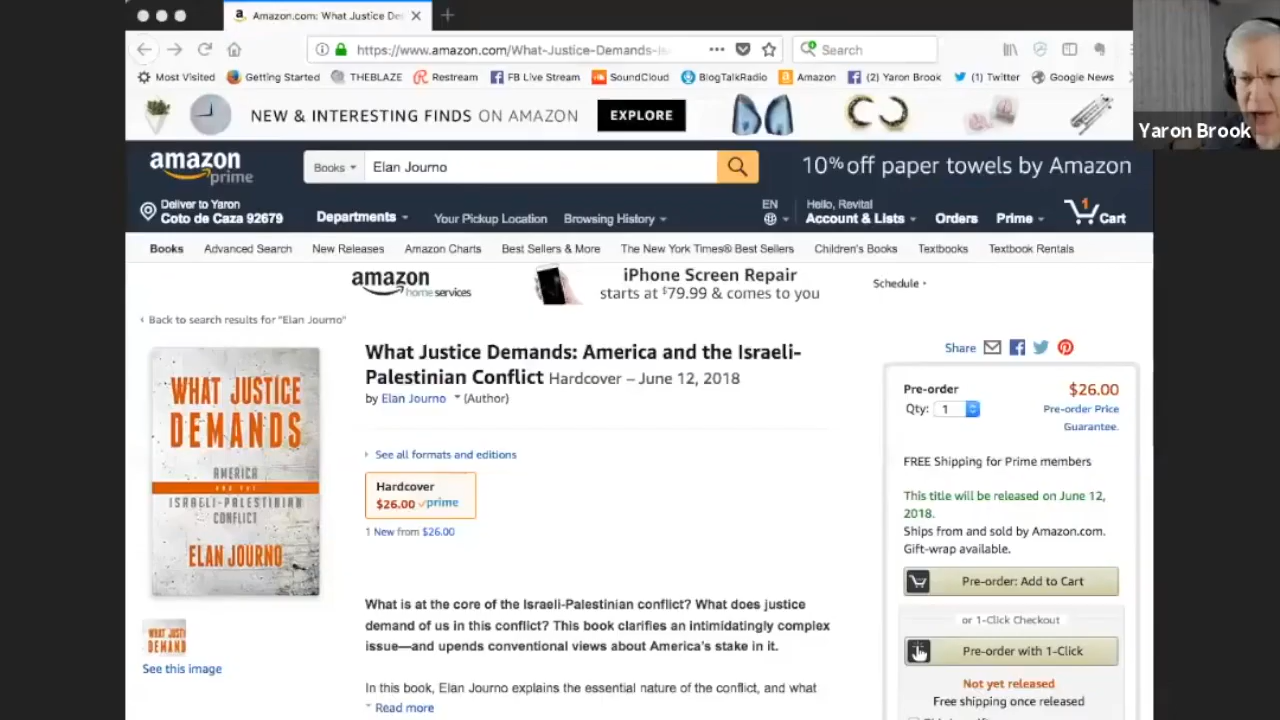 Amazon.com: What Justice De
https://www.amazon.com/What-Justice-Demands-Is
Search
Most Visited
Getting Started
THEBLAZE
Restream
FB Live Stream
SoundCloud
BlogTalkRadio
Amazon
(2) Yaron Brook
(1) Twitter
Google News
NEW & INTERESTING FINDS ON AMAZON
EXPLORE
Yaron Brook
amazon
prime
Books
Elan Journo
10% off paper towels by Amazon
Deliver to Yaron
Coto de Caza 92679
Departments
Your Pickup Location
Browsing History
EN
Hello, Revital
Account & Lists
Orders
Prime
1
Cart
Books
Advanced Search
New Releases
Amazon Charts
Best Sellers & More
The New York Times® Best Sellers
Children's Books
Textbooks
Textbook Rentals
amazon
home services
iPhone Screen Repair
starts at $79.99 & comes to you
Schedule
‹ Back to search results for "Elan Journo"
WHAT JUSTICE
DEMANDS
AMERICA
AND THE
ISRAELI-PALESTINIAN
CONFLICT
ELAN JOURNO
See this image
What Justice Demands: America and the Israeli-
Palestinian Conflict Hardcover – June 12, 2018
by Elan Journo (Author)
See all formats and editions
Hardcover
$26.00 prime
1 New from $26.00
What is at the core of the Israeli-Palestinian conflict? What does justice
demand of us in this conflict? This book clarifies an intimidatingly complex
issue—and upends conventional views about America's stake in it.
In this book, Elan Journo explains the essential nature of the conflict, and what
Read more
Share
Pre-order
$26.00
Qty: 1
Pre-order Price
Guarantee.
FREE Shipping for Prime members
This title will be released on June 12,
2018.
Ships from and sold by Amazon.com.
Gift-wrap available.
Pre-order: Add to Cart
or 1-Click Checkout
Pre-order with 1-Click
Not yet released
Free shipping once released